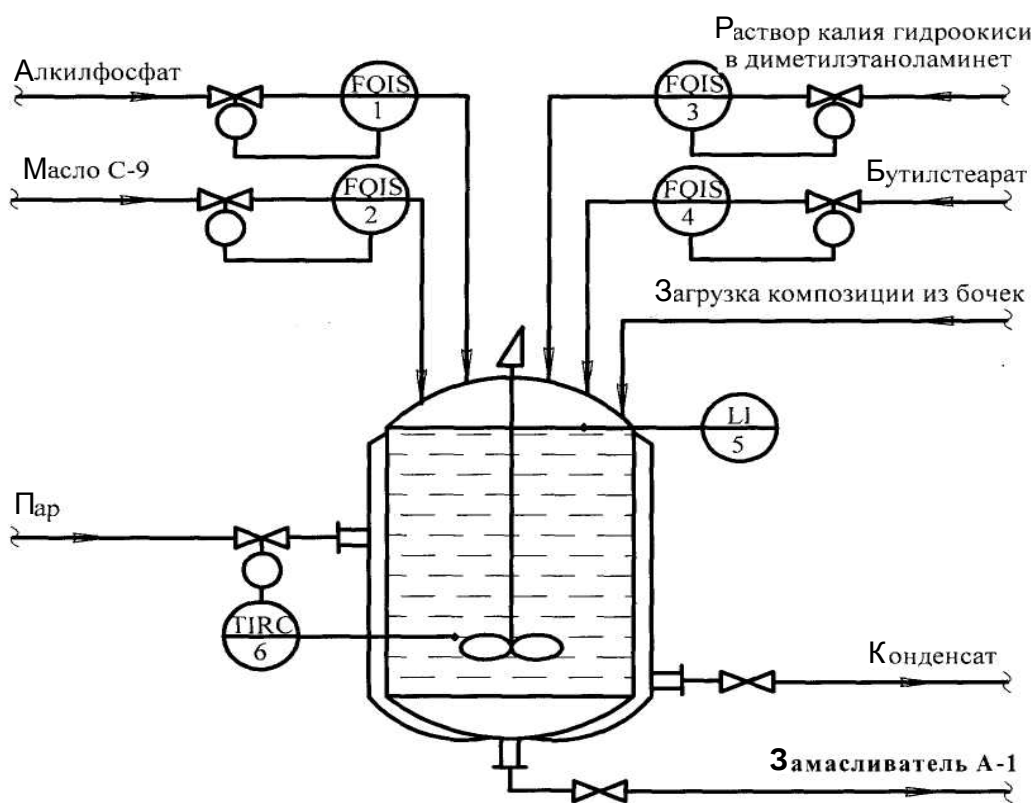 Алкилфосфат
FQIS
1
Масло С-9
FQIS
2
Раствор калия гидроокиси
в диметилэтаноламинет
FQIS
3
Бутилстеарат
FQIS
4
Загрузка композиции из бочек
LI
5
Пар
TIRC
6
Конденсат
Замасливатель А-1